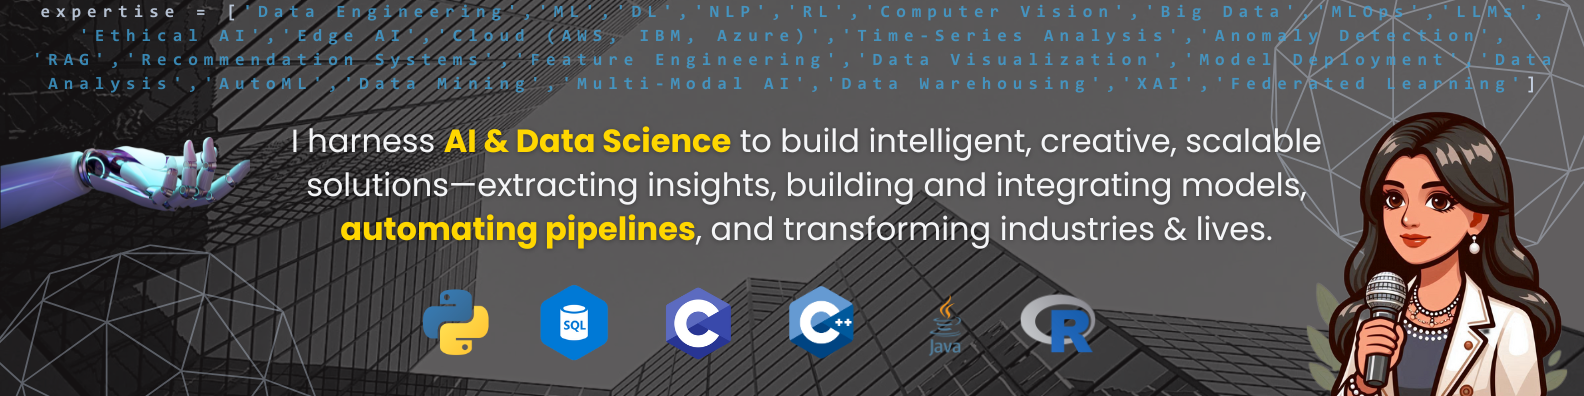 expertise = ['Data Engineering','ML','DL','NLP','RL','Computer Vision','Big Data','MLOps','LLMs',
'Ethical AI','Edge AI','Cloud (AWS, IBM, Azure)','Time-Series Analysis','Anomaly Detection',
'RAG','Recommendation Systems','Feature Engineering','Data Visualization','Model Deployment','Data
Analysis','AutoML','Data Mining','Multi-Modal AI','Data Warehousing','XAI','Federated Learning']
I harness AI & Data Science to build intelligent, creative, scalable
solutions—extracting insights, building and integrating models,
automating pipelines, and transforming industries & lives.
SQL C C++ Java R